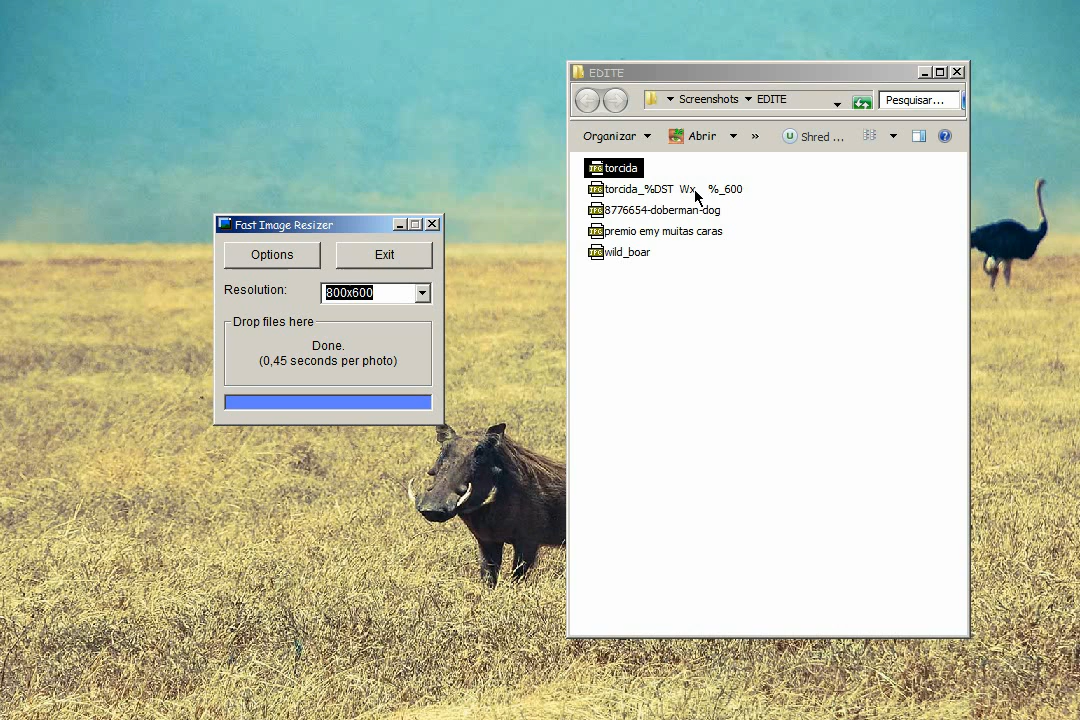 EDITE
Screenshots EDITE
Pesquisar...
Organizar Abrir » Shred ...
torcida
torcida_%DST Wx %_600
8776654-doberman-dog
premio emy muitas caras
wild_boar
Fast Image Resizer
Options Exit
Resolution: 800x600
Drop files here
Done.
(0,45 seconds per photo)